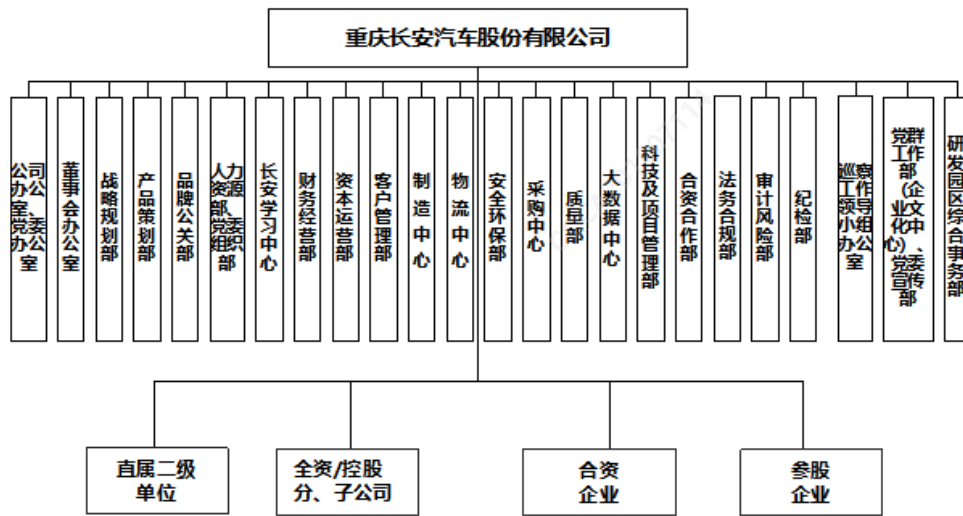 重庆长安汽车股份有限公司
公司办公室、党委办公室
董事会办公室
战略规划部
产品策划部
品牌公关部
人力资源部、党委组织部
长安学习中心
财务经营部
资本运营部
客户管理部
制造中心
物流中心
安全环保部
采购中心
质量部
大数据中心
科技及项目管理部
合资合作部
法务合规部
审计风险部
纪检部
巡察工作领导小组办公室
党群工作部（企业文化中心）、党委宣传部
研发园区综合事务部
直属二级
单位
全资/控股
分、子公司
合资
企业
参股
企业